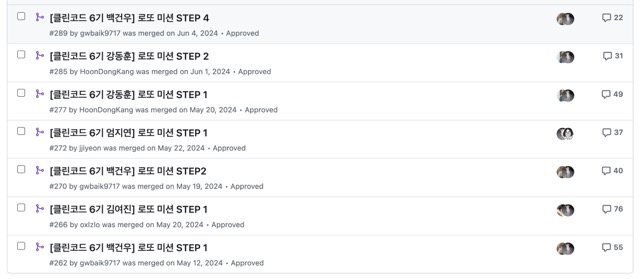 [클린코드 6기 백건우] 로또 미션 STEP 4
22
#289 by gwbaik9717 was merged on Jun 4, 2024 • Approved
[클린코드 6기 강동훈] 로또 미션 STEP 2
31
#285 by HoonDongKang was merged on Jun 1, 2024 • Approved
[클린코드 6기 강동훈] 로또 미션 STEP 1
49
#277 by HoonDongKang was merged on May 20, 2024 • Approved
[클린코드 6기 엄지연] 로또 미션 STEP 1
37
#272 by jjiyeon was merged on May 22, 2024 • Approved
[클린코드 6기 백건우] 로또 미션 STEP2
40
#270 by gwbaik9717 was merged on May 19, 2024 • Approved
[클린코드 6기 김여진] 로또 미션 STEP 1
76
#266 by oxlzlo was merged on May 20, 2024 • Approved
[클린코드 6기 백건우] 로또 미션 STEP 1
55
#262 by gwbaik9717 was merged on May 12, 2024 • Approved